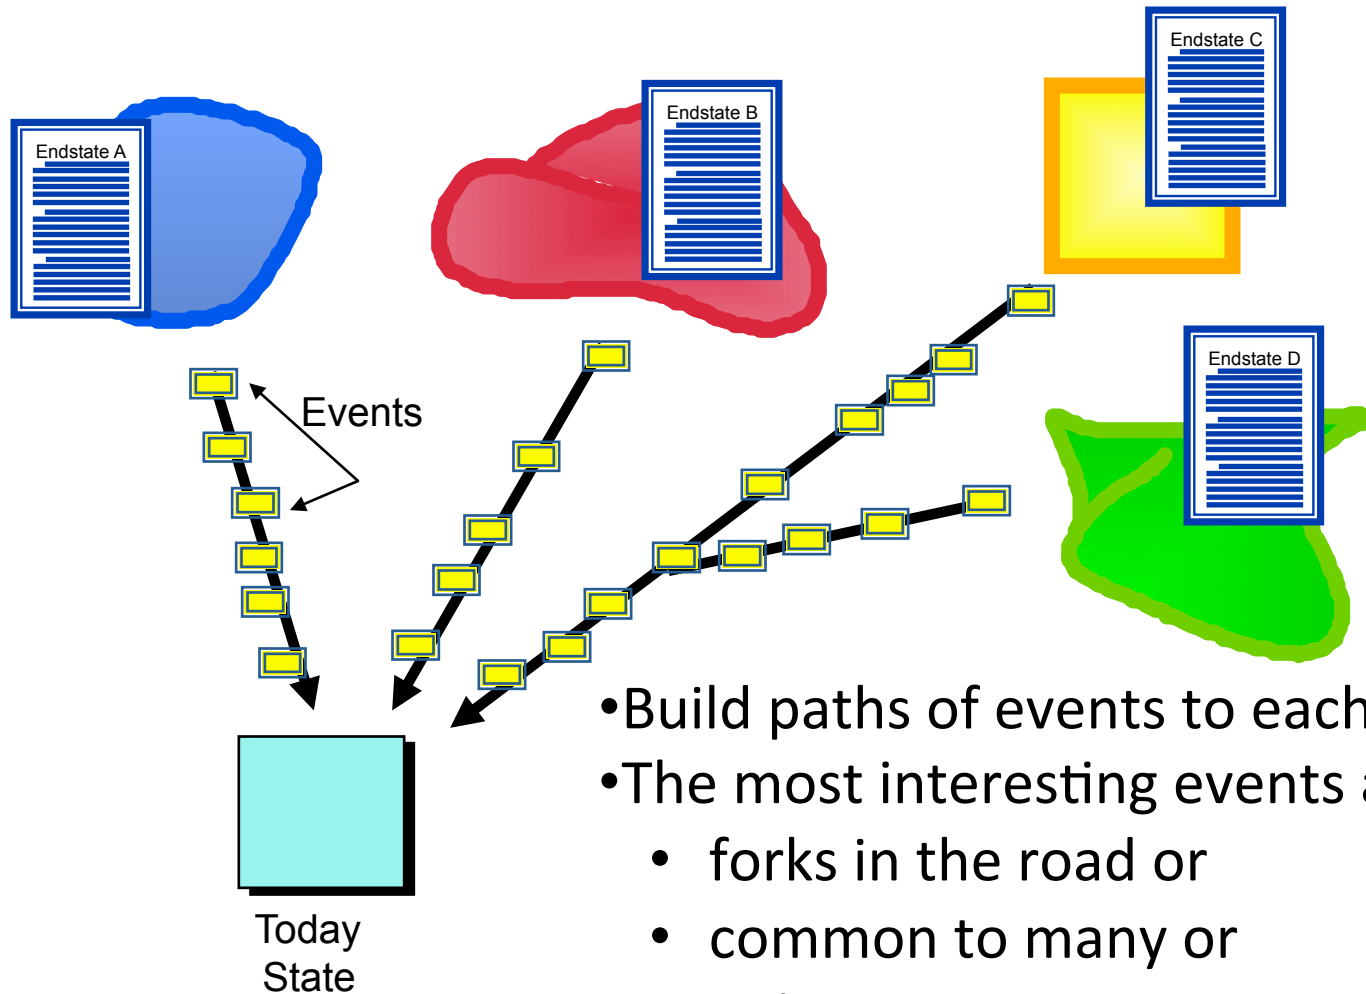 Endstate C
Endstate B
Endstate A
Endstate D
Events
•Build paths of events to each
•The most interesting events
• forks in the road or
• common to many or
Today
State